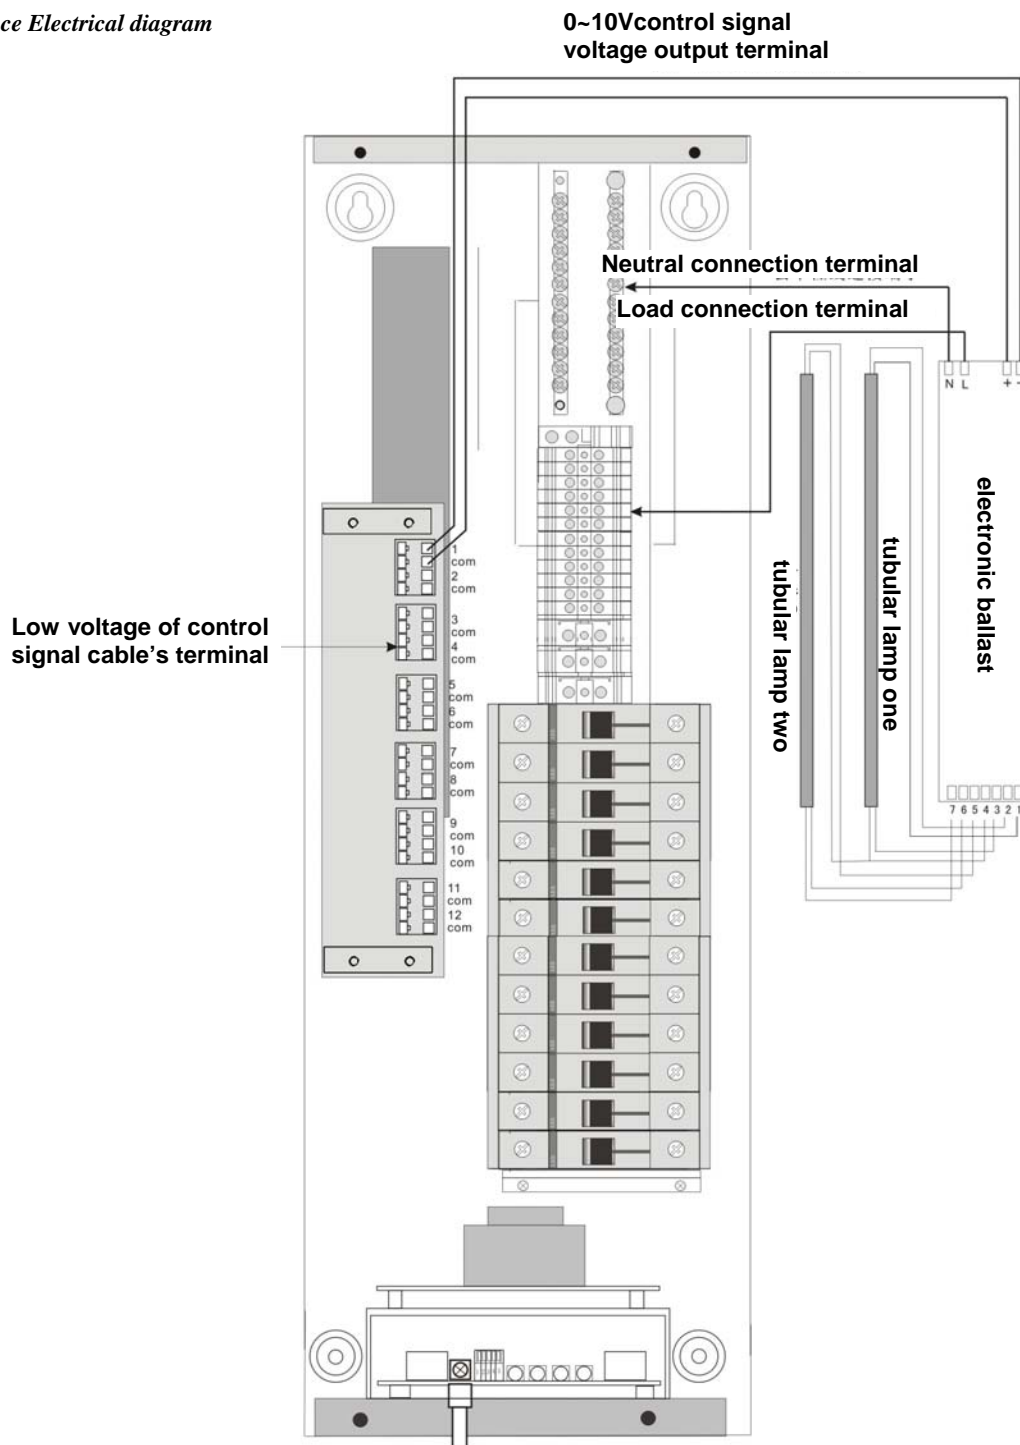 ce Electrical diagram
0~10Vcontrol signal
voltage output terminal
Neutral connection terminal
Load connection terminal
N L + -
electronic ballast
tubular lamp one
tubular lamp two
7 6 5 4 3 2 1
Low voltage of control
signal cable's terminal
1
com
2
com
3
com
4
com
5
com
6
com
7
com
8
com
9
com
10
com
11
com
12
com